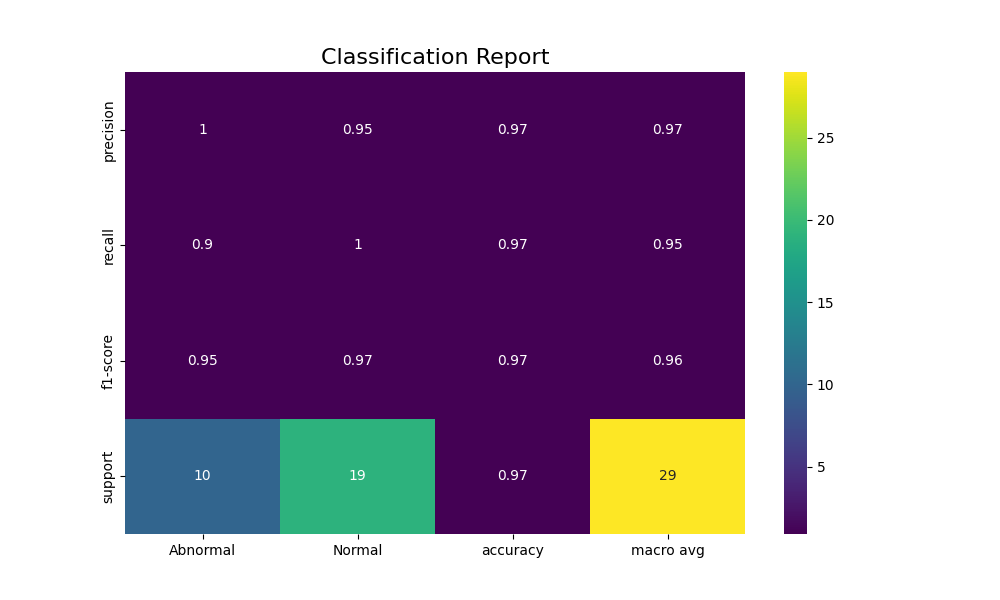 Classification Report
precision 1 0.95 0.97 0.97
recall 0.9 1 0.97 0.95
f1-score 0.95 0.97 0.97 0.96
support 10 19 0.97 29
Abnormal Normal accuracy macro avg
25
20
15
10
5